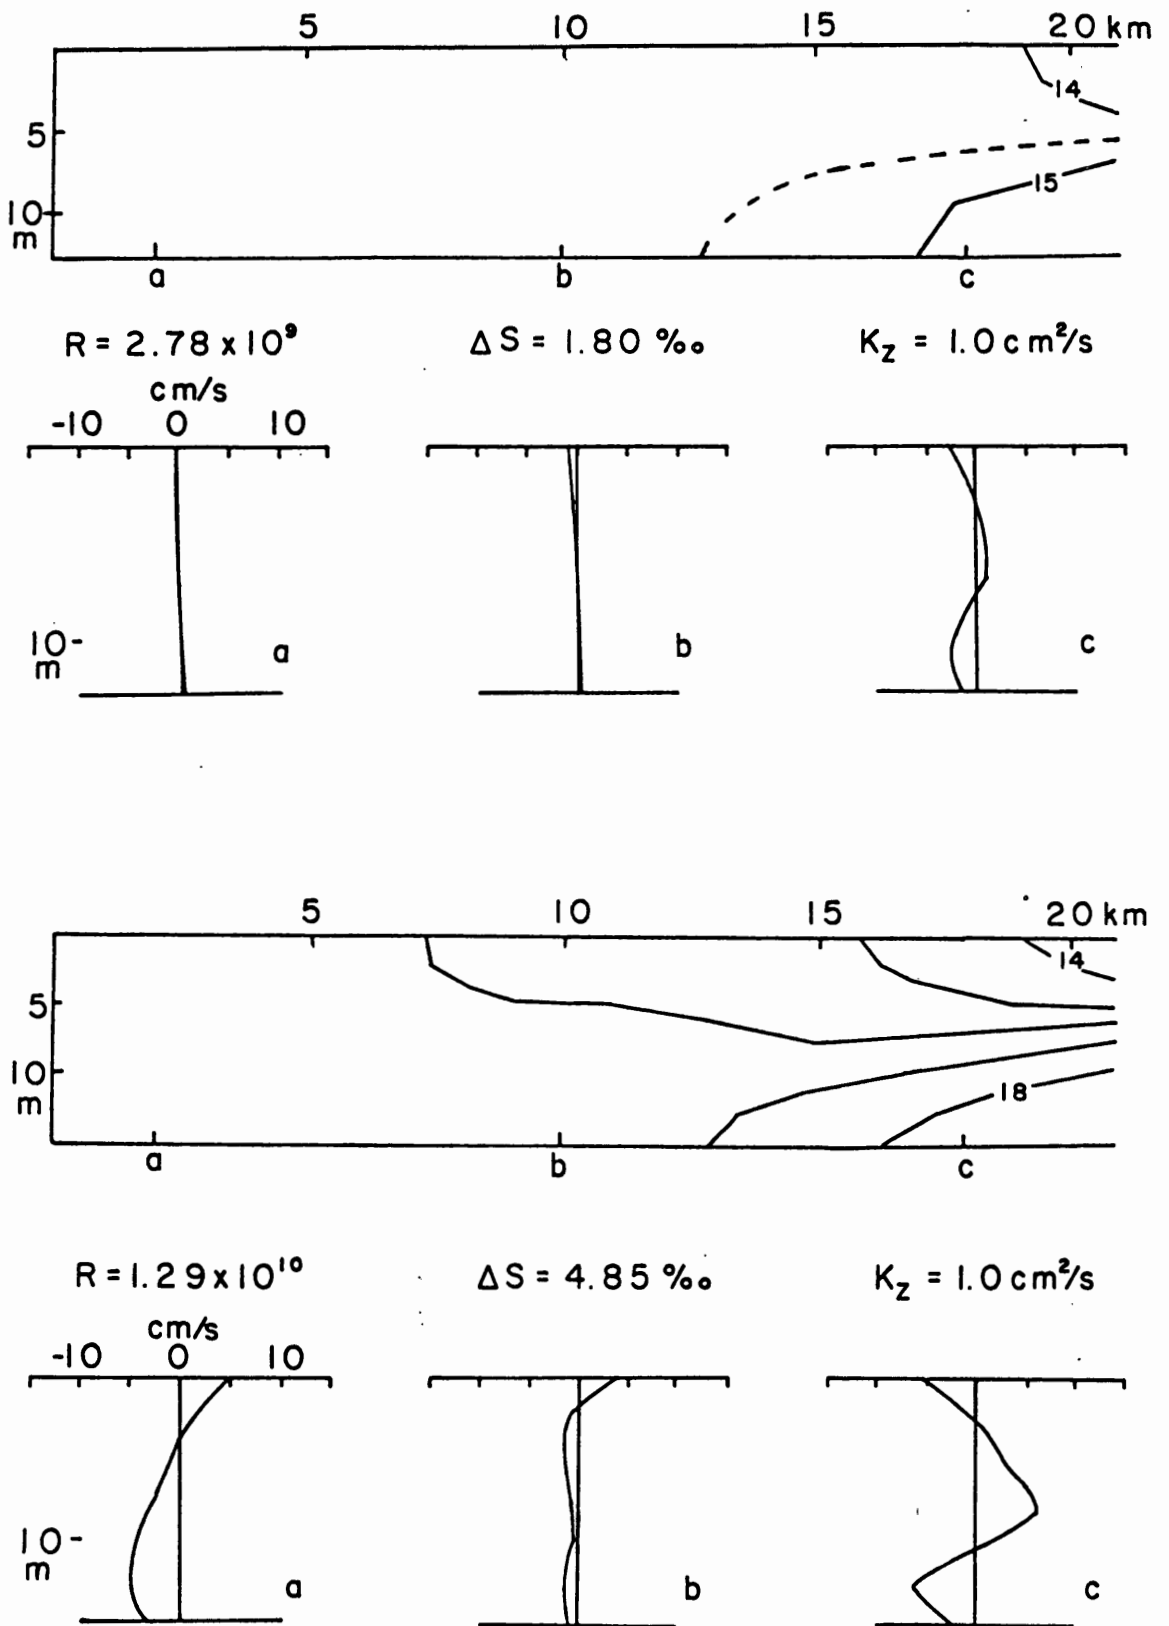 5 10 15 20 km
14
5
15
10
m
a b c
R = 2.78 x 10⁹ ΔS = 1.80 ‰ K_z = 1.0 cm²/s
cm/s
-10 0 10
10-
m
a b c
5 10 15 20 km
14
5
10
m
18
a b c
R = 1.29 x 10¹⁰ ΔS = 4.85 ‰ K_z = 1.0 cm²/s
cm/s
-10 0 10
10-
m
a b c